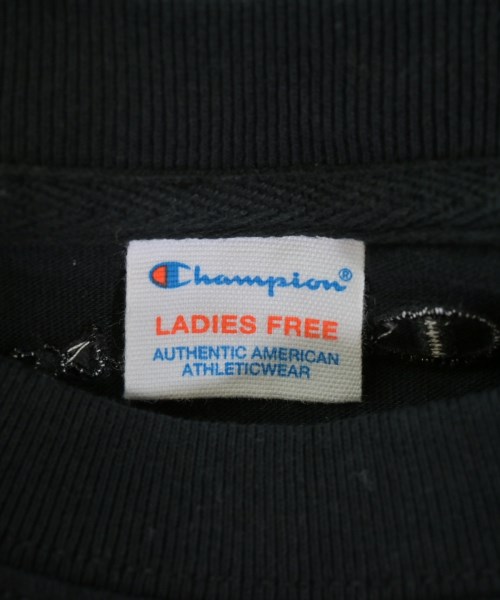 Champion®
LADIES FREE
AUTHENTIC AMERICAN
ATHLETICWEAR